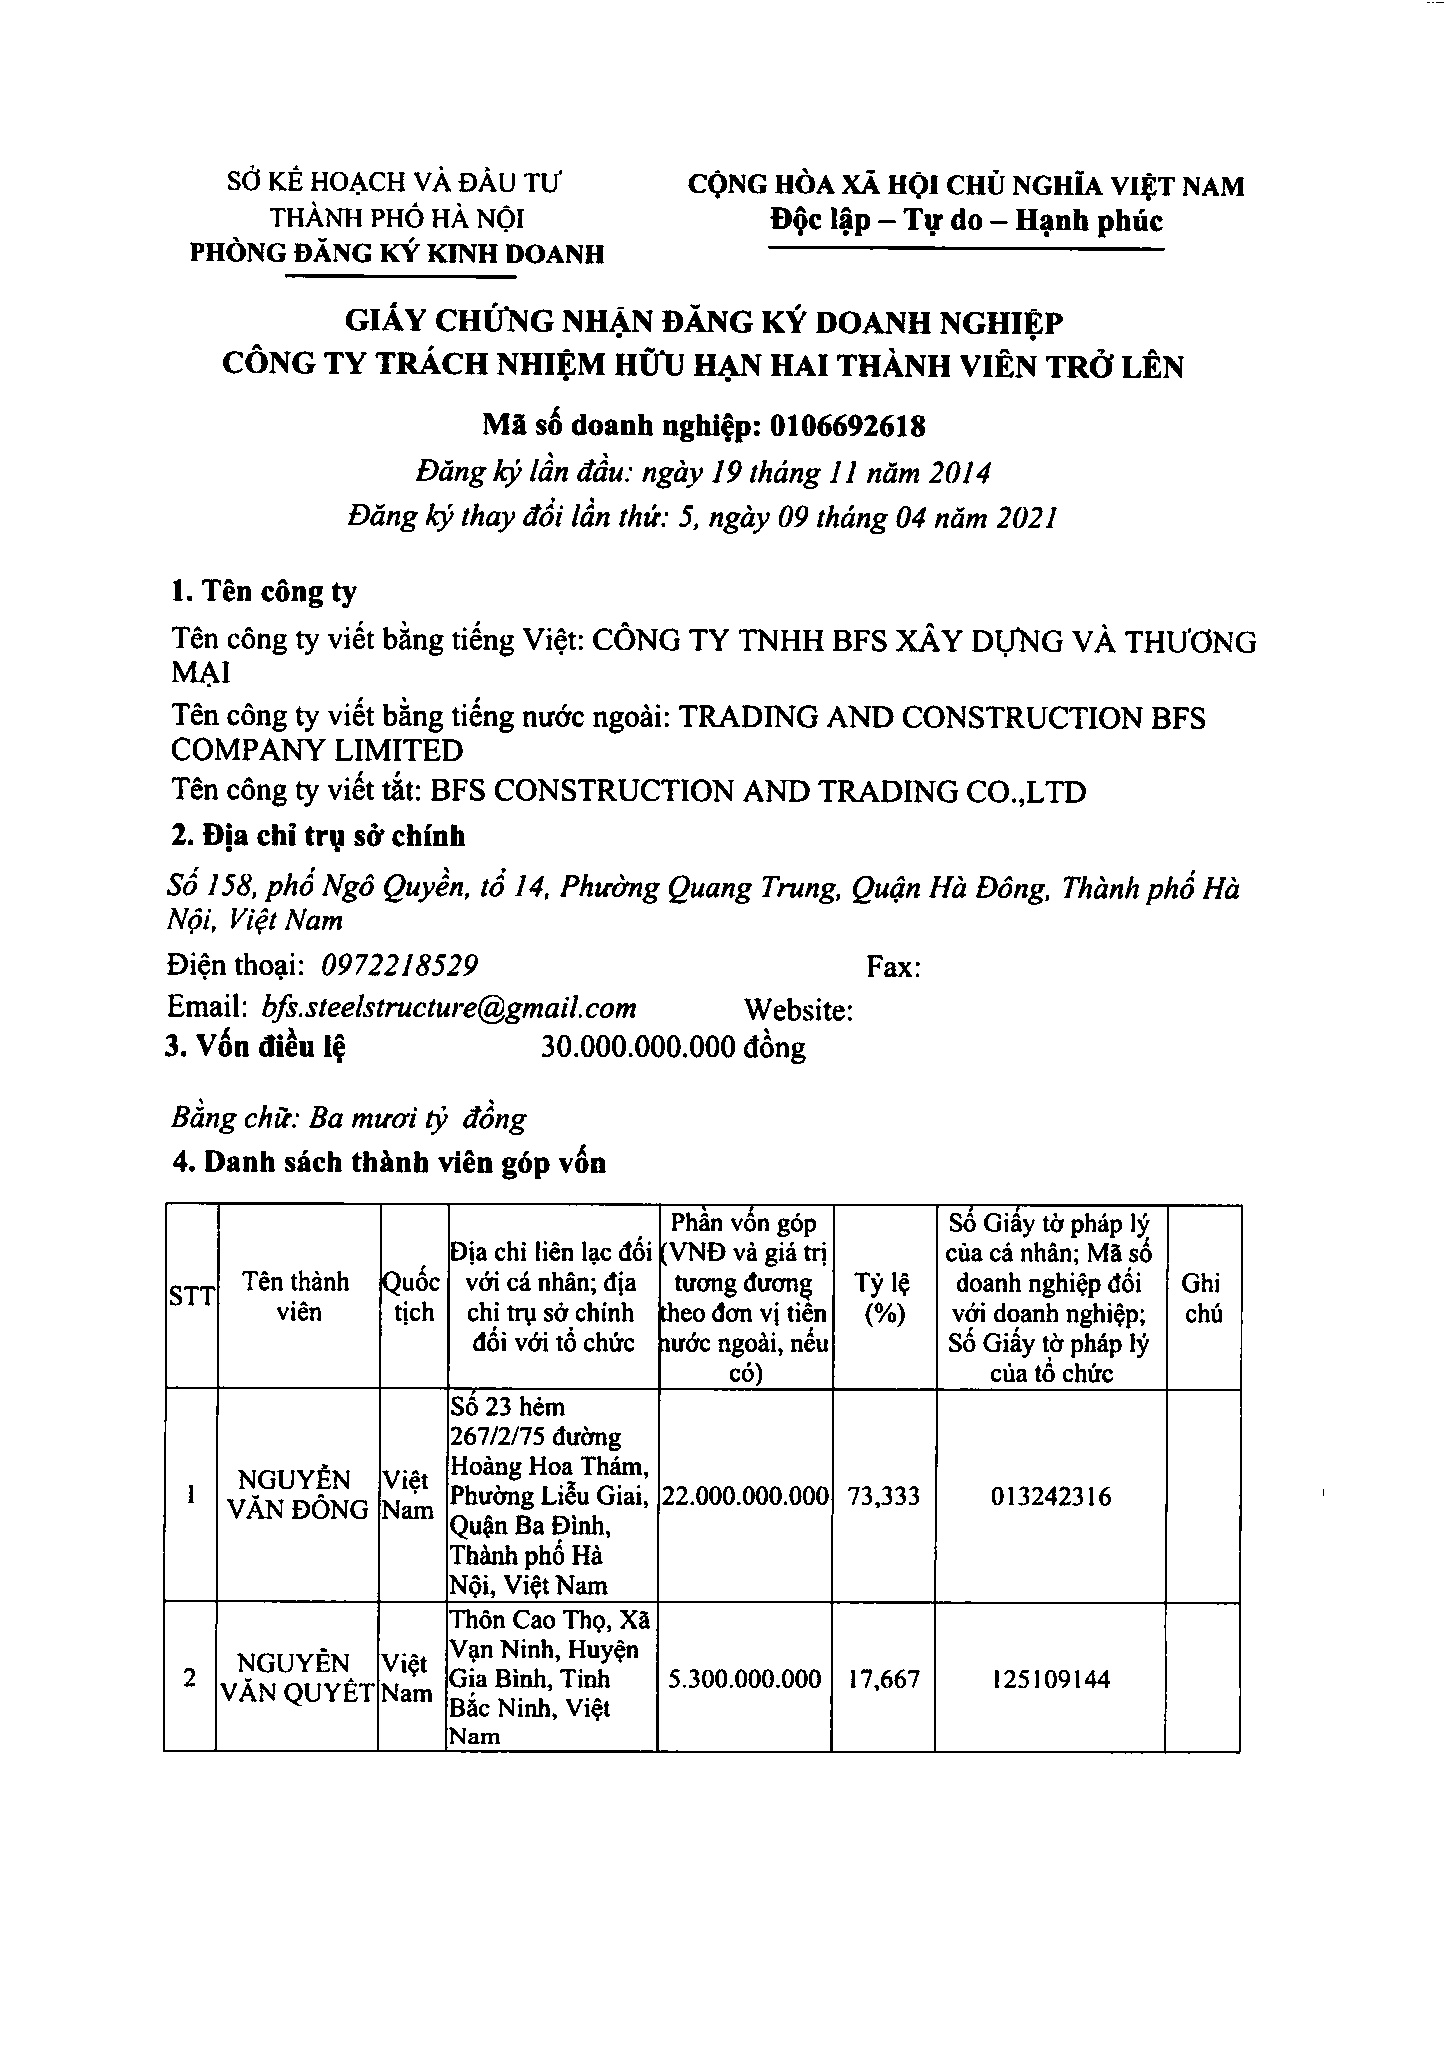 SỞ KẾ HOẠCH VÀ ĐẦU TƯ
THÀNH PHỐ HÀ NỘI
PHÒNG ĐĂNG KÝ KINH DOANH
CỘNG HÒA XÃ HỘI CHỦ NGHĨA VIỆT NAM
Độc lập – Tự do – Hạnh phúc
GIẤY CHỨNG NHẬN ĐĂNG KÝ DOANH NGHIỆP
CÔNG TY TRÁCH NHIỆM HỮU HẠN HAI THÀNH VIÊN TRỞ LÊN
Mã số doanh nghiệp: 0106692618
Đăng ký lần đầu: ngày 19 tháng 11 năm 2014
Đăng ký thay đổi lần thứ: 5, ngày 09 tháng 04 năm 2021
1. Tên công ty
Tên công ty viết bằng tiếng Việt: CÔNG TY TNHH BFS XÂY DỰNG VÀ THƯƠNG
MẠI
Tên công ty viết bằng tiếng nước ngoài: TRADING AND CONSTRUCTION BFS
COMPANY LIMITED
Tên công ty viết tắt: BFS CONSTRUCTION AND TRADING CO.,LTD
2. Địa chỉ trụ sở chính
Số 158, phố Ngô Quyền, tổ 14, Phường Quang Trung, Quận Hà Đông, Thành phố Hà
Nội, Việt Nam
Điện thoại: 0972218529 Fax:
Email: bfs.steelstructure@gmail.com Website:
3. Vốn điều lệ 30.000.000.000 đồng
Bằng chữ: Ba mươi tỷ đồng
4. Danh sách thành viên góp vốn
STT
Tên thành
viên
Quốc
tịch
Địa chỉ liên lạc đối
với cá nhân; địa
chỉ trụ sở chính
đối với tổ chức
Phần vốn góp
(VNĐ và giá trị
tương đương
theo đơn vị tiền
nước ngoài, nếu
có)
Tỷ lệ
(%)
Số Giấy tờ pháp lý
của cá nhân; Mã số
doanh nghiệp đối
với doanh nghiệp;
Số Giấy tờ pháp lý
của tổ chức
Ghi
chú
1
NGUYỄN
VĂN ĐÔNG
Việt
Nam
Số 23 hẻm
267/2/75 đường
Hoàng Hoa Thám,
Phường Liễu Giai,
Quận Ba Đình,
Thành phố Hà
Nội, Việt Nam
22.000.000.000
73,333
013242316
2
NGUYỄN
VĂN QUYẾT
Việt
Nam
Thôn Cao Thọ, Xã
Vạn Ninh, Huyện
Gia Bình, Tỉnh
Bắc Ninh, Việt
Nam
5.300.000.000
17,667
125109144